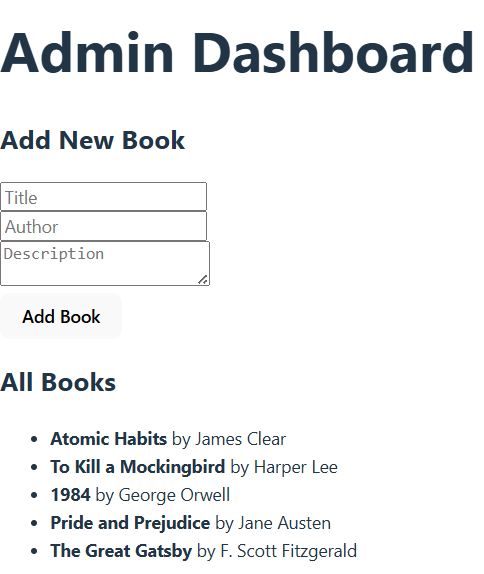 Admin Dashboard
Add New Book
Title
Author
Description
Add Book
All Books
Atomic Habits by James Clear
To Kill a Mockingbird by Harper Lee
1984 by George Orwell
Pride and Prejudice by Jane Austen
The Great Gatsby by F. Scott Fitzgerald